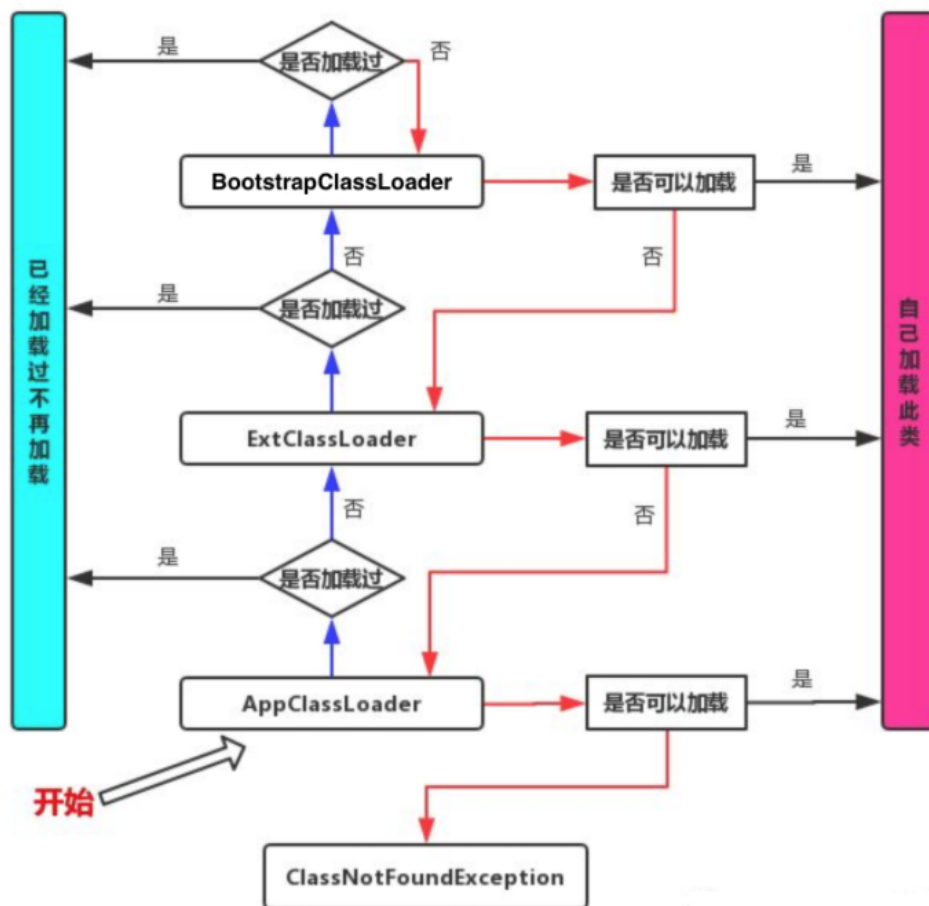 是
是否加载过
否
BootstrapClassLoader
是否可以加载
是
否
否
是
是否加载过
已经加载过不再加载
自己加载此类
ExtClassLoader
是否可以加载
是
否
否
是
是否加载过
AppClassLoader
是否可以加载
是
开始
ClassNotFoundException